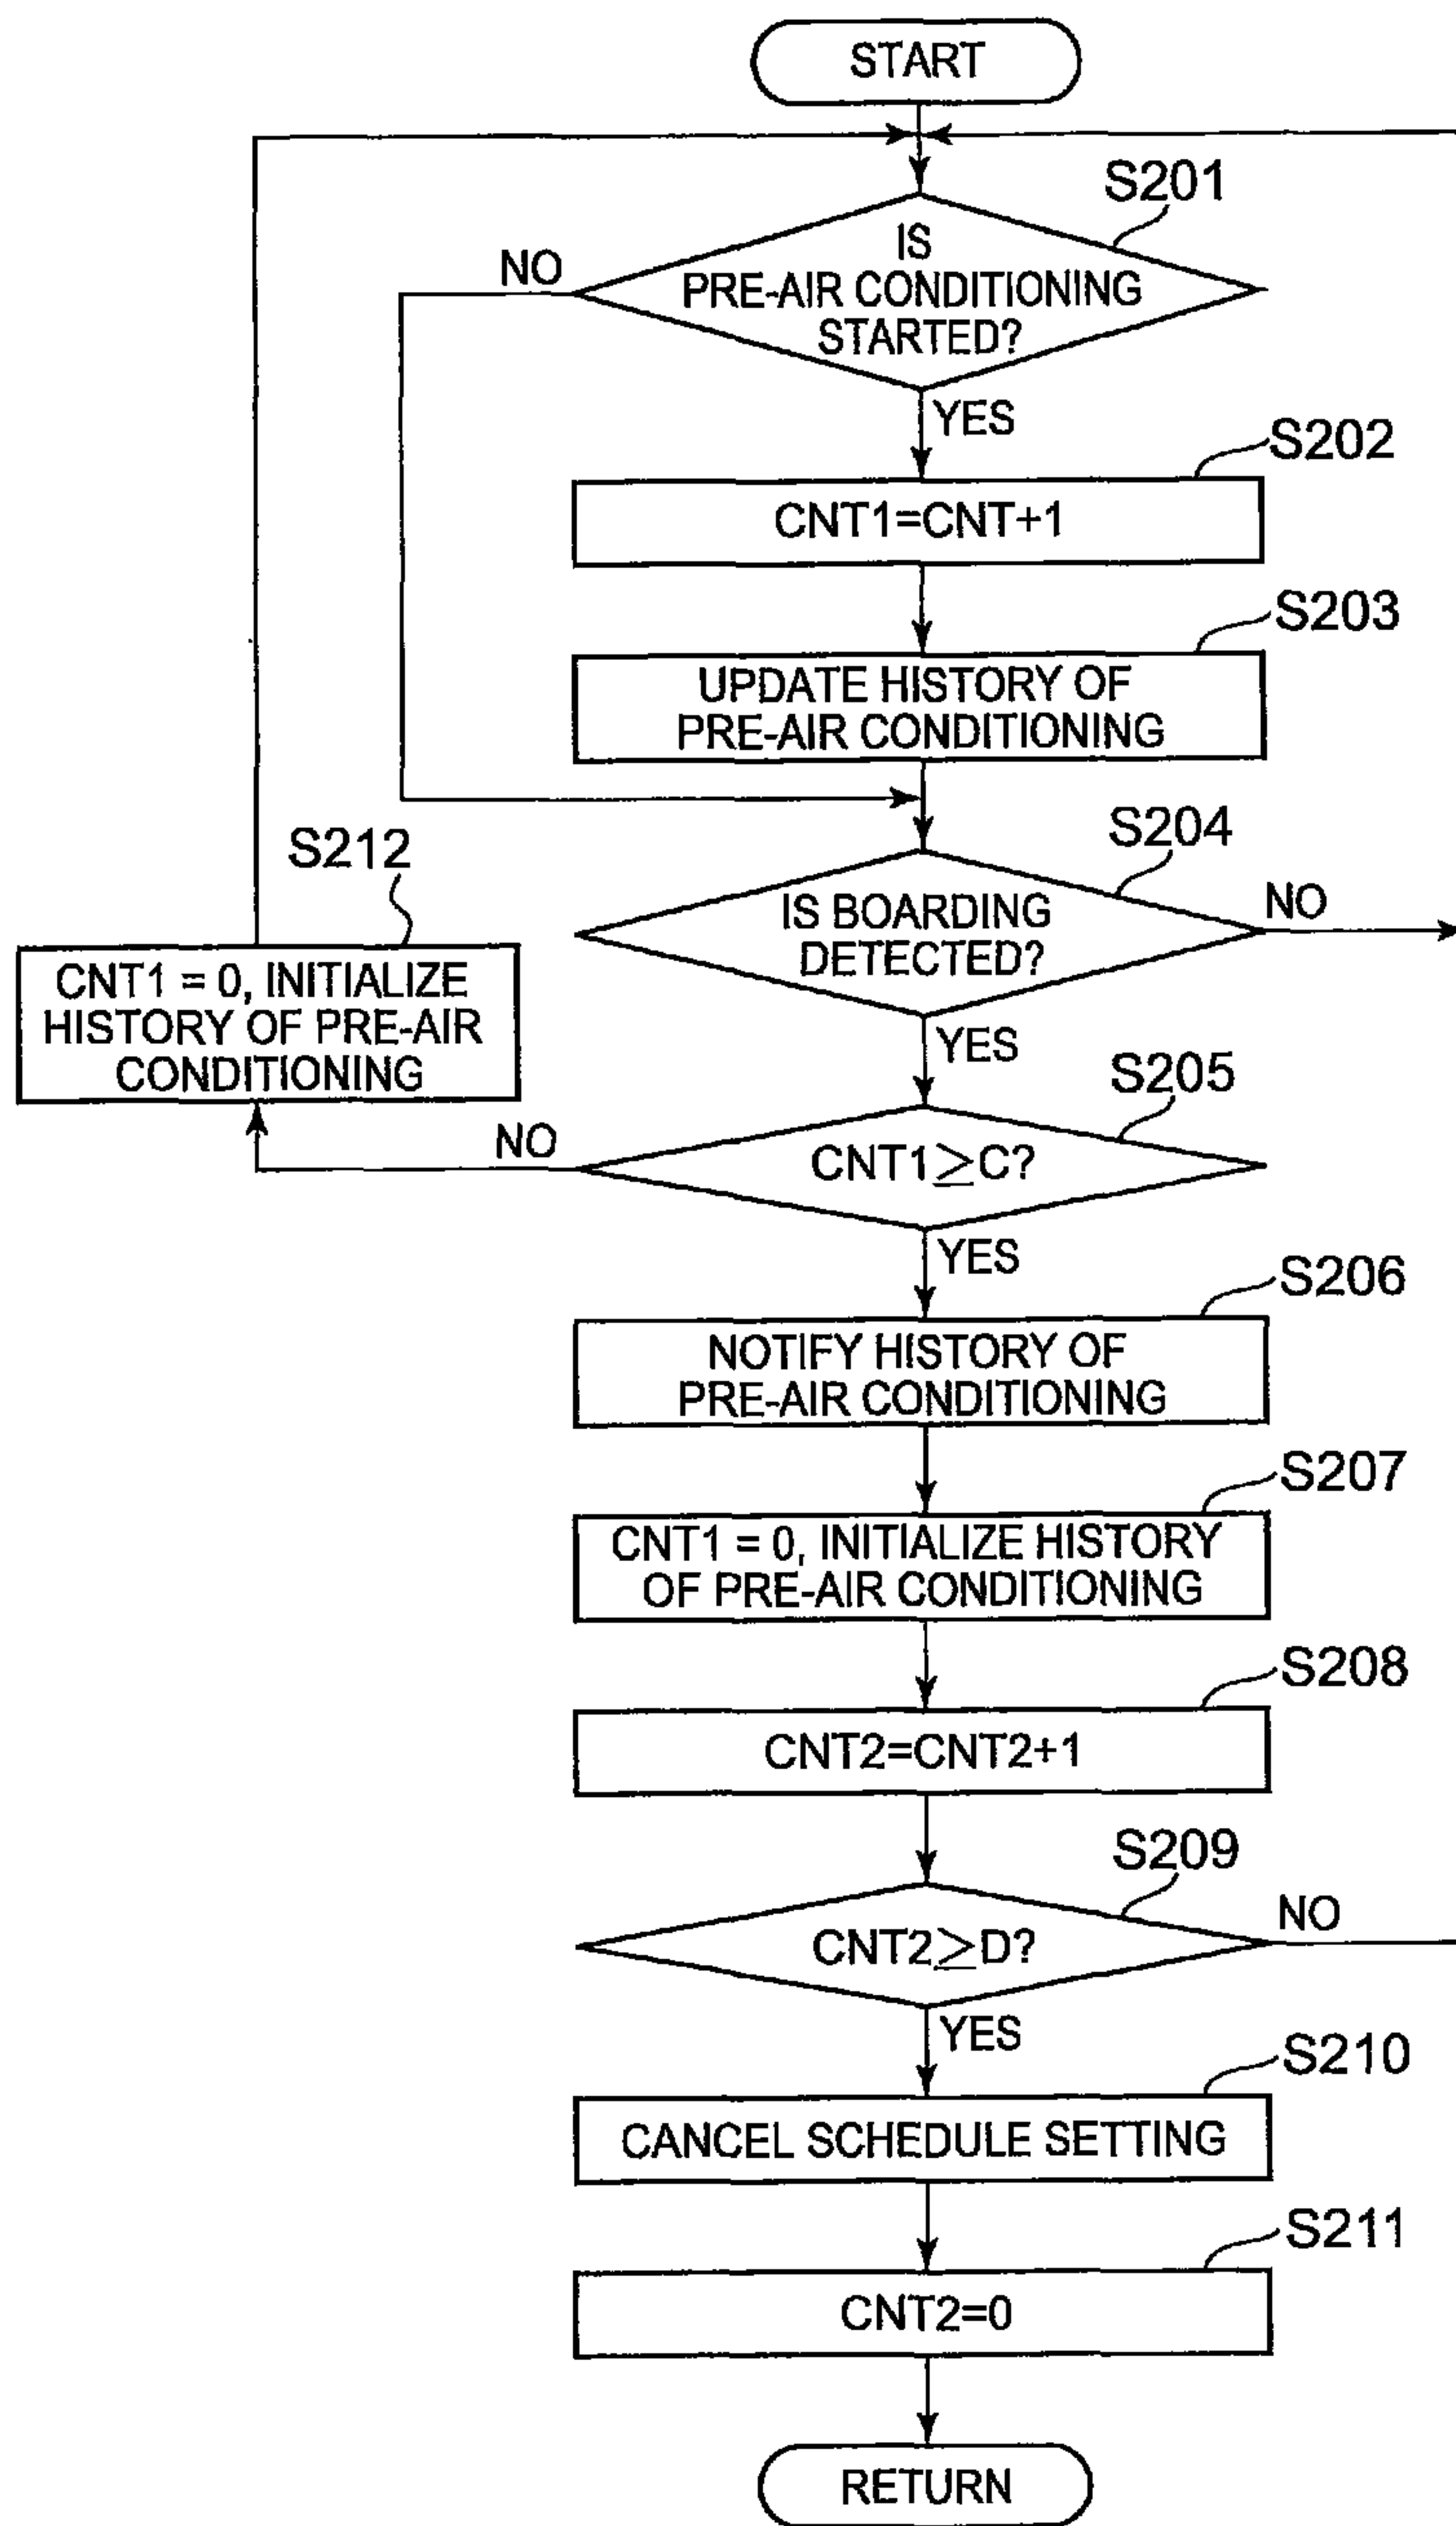 START
S201
IS
PRE-AIR CONDITIONING
STARTED?
NO
YES
S202
CNT1=CNT+1
S203
UPDATE HISTORY OF
PRE-AIR CONDITIONING
S204
IS BOARDING
DETECTED?
NO
YES
S212
CNT1 = 0, INITIALIZE
HISTORY OF PRE-AIR
CONDITIONING
S205
CNT1≥C?
NO
YES
S206
NOTIFY HISTORY OF
PRE-AIR CONDITIONING
S207
CNT1 = 0, INITIALIZE HISTORY
OF PRE-AIR CONDITIONING
S208
CNT2=CNT2+1
S209
CNT2≥D?
NO
YES
S210
CANCEL SCHEDULE SETTING
S211
CNT2=0
RETURN